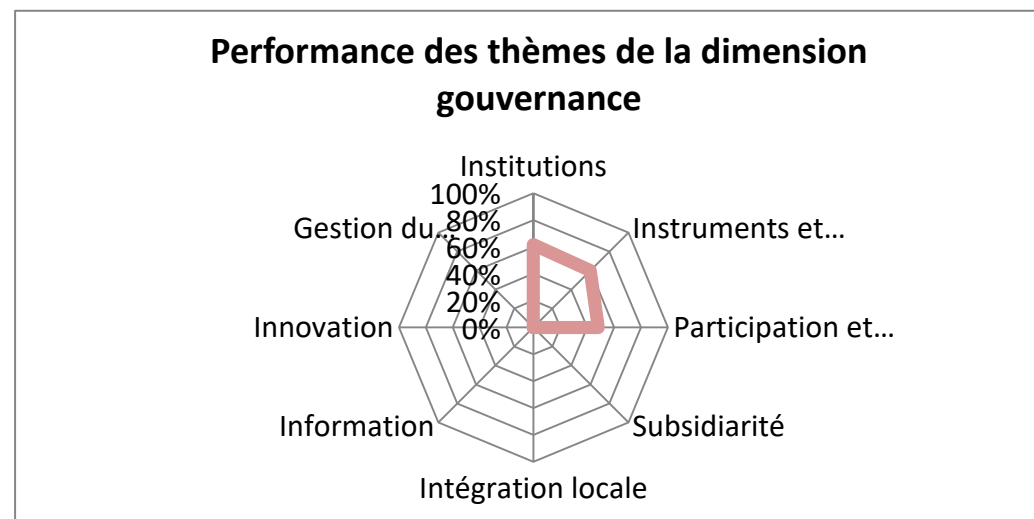 Performance des thèmes de la dimension
gouvernance
Institutions
100%
80%
60%
40%
20%
0%
Instruments et…
Participation et…
Subsidiarité
Intégration locale
Information
Innovation
Gestion du…